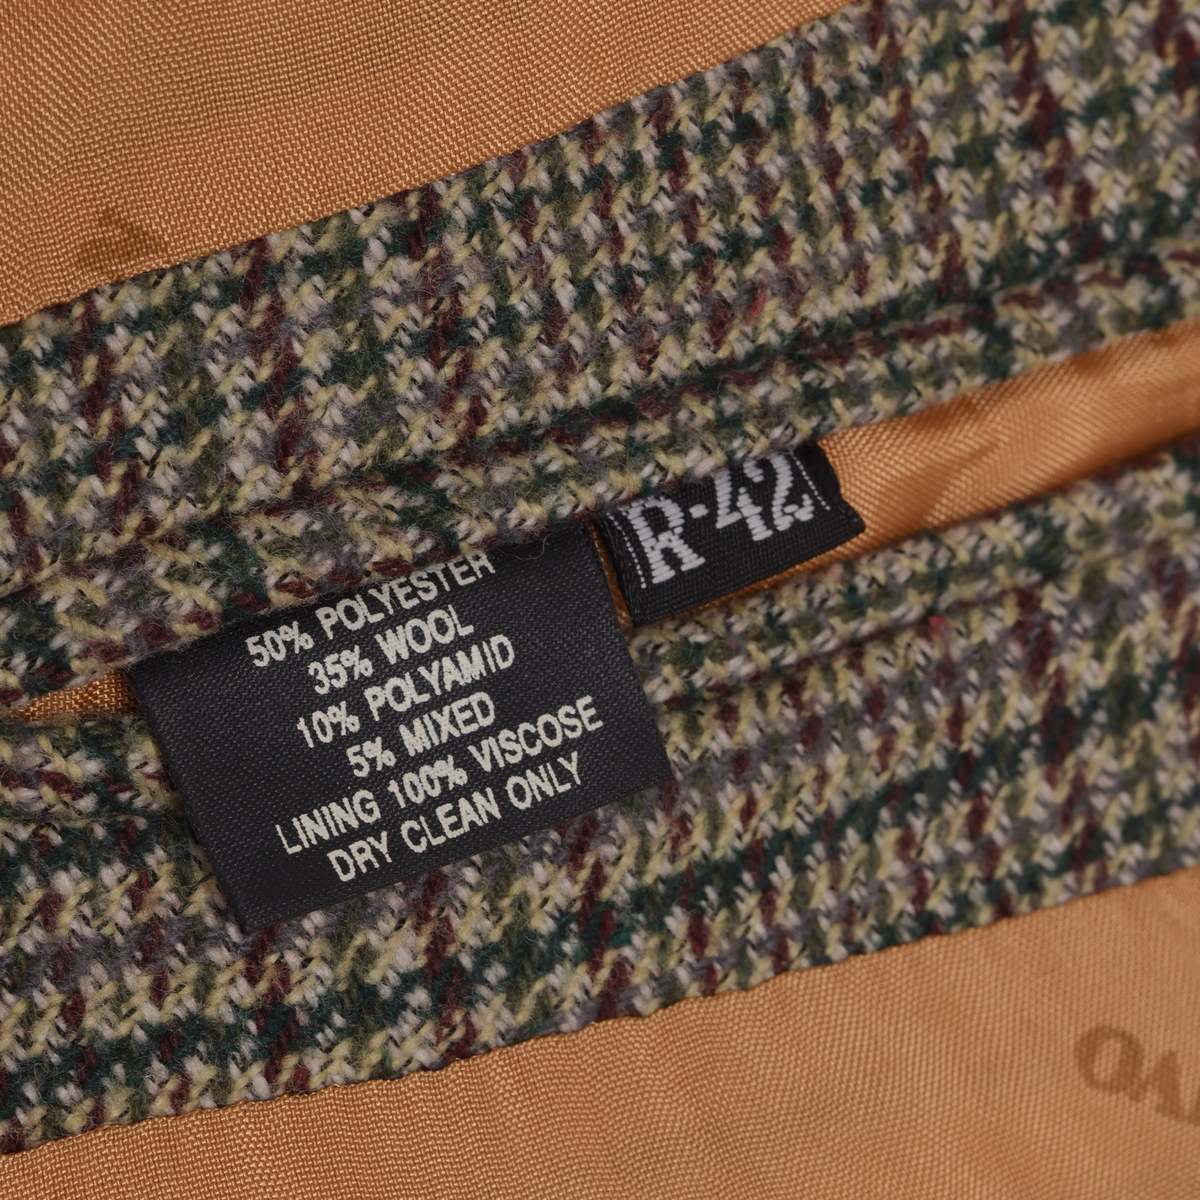 R-42
50% POLYESTER
35% WOOL
10% POLYAMID
5% MIXED
LINING 100% VISCOSE
DRY CLEAN ONLY